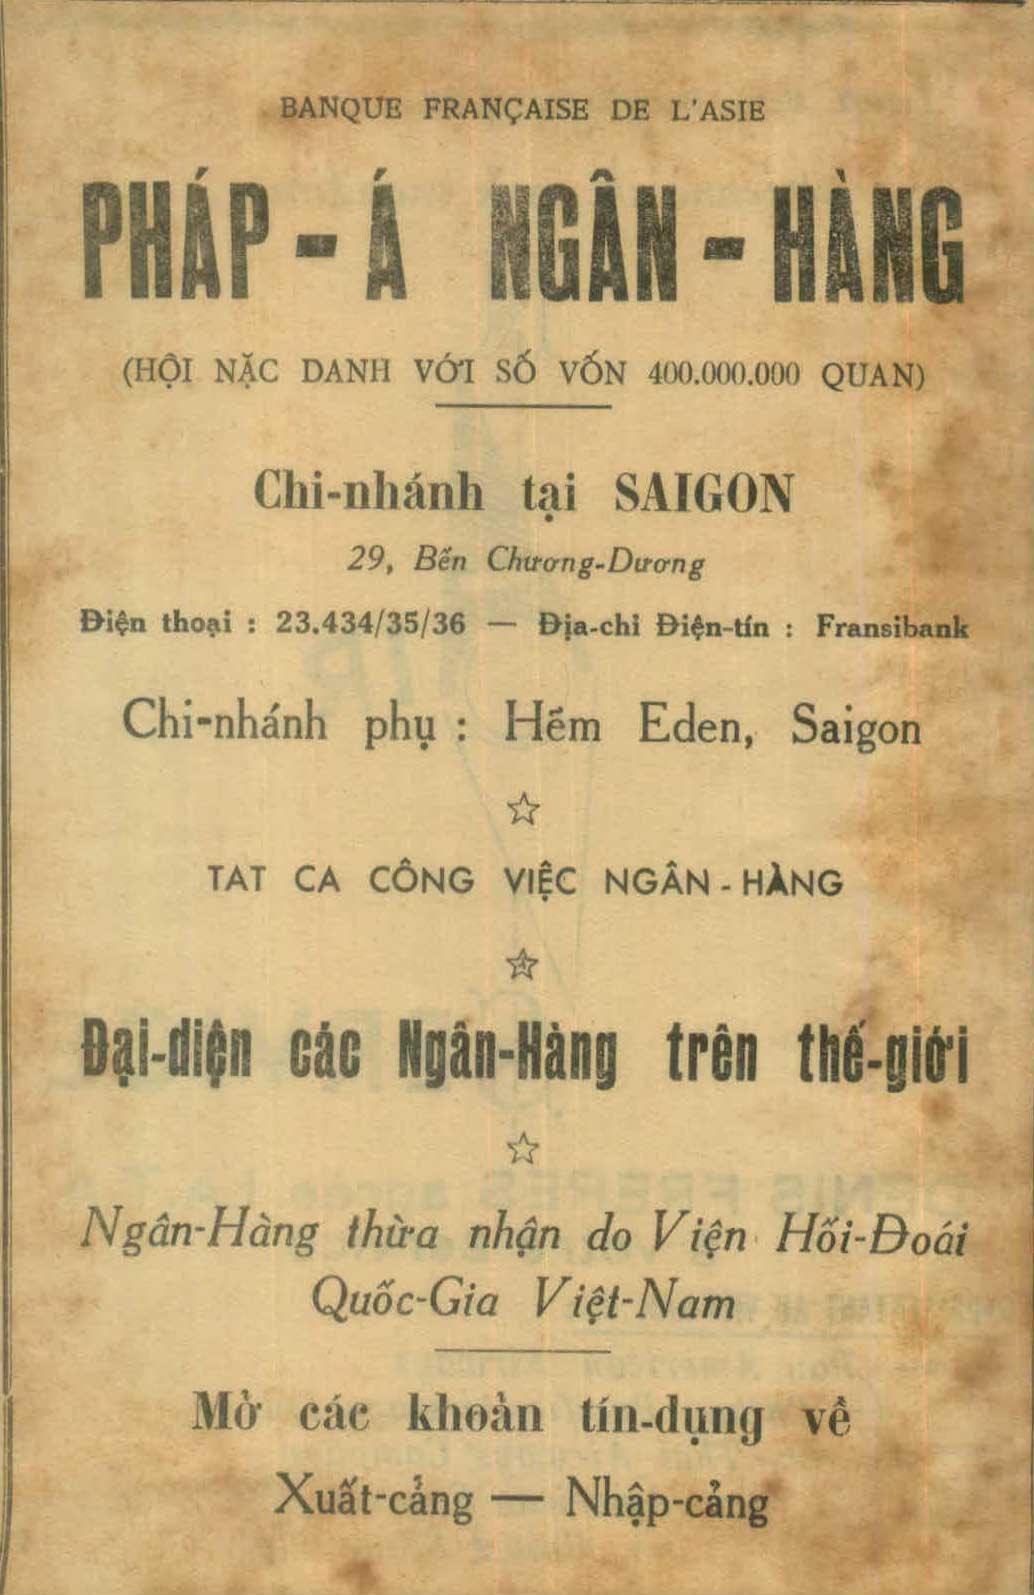 BANQUE FRANÇAISE DE L'ASIE
PHÁP - Á NGÂN - HÀNG
(HỘI NẶC DANH VỚI SỐ VỐN 400.000.000 QUAN)
Chi-nhánh tại SAIGON
29, Bến Chương-Dương
Điện thoại : 23.434/35/36 — Địa-chỉ Điện-tín : Fransibank
Chi-nhánh phụ : Hẻm Eden, Saigon
TAT CA CÔNG VIỆC NGÂN - HÀNG
Đại-diện các Ngân-Hàng trên thế-giới
Ngân-Hàng thừa nhận do Viện Hối-Đoái
Quốc-Gia Việt-Nam
Mở các khoản tín-dụng về
Xuất-cảng — Nhập-cảng